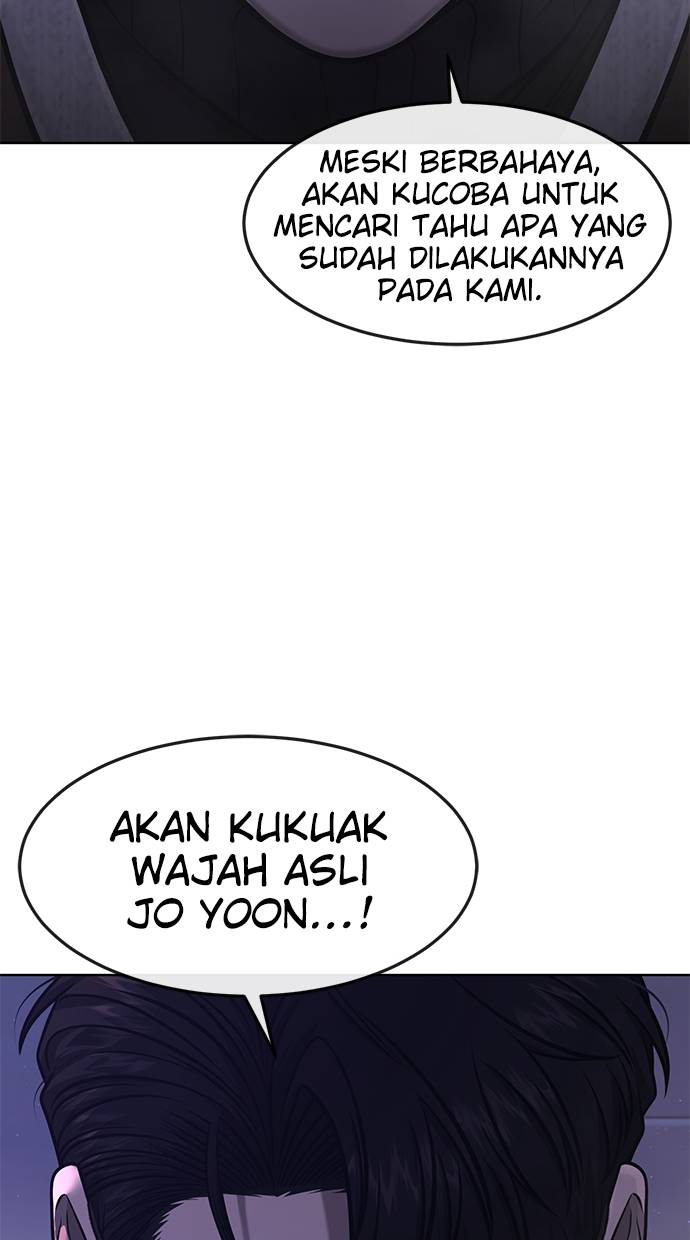 MESKI BERBAHAYA,
AKAN KUCOBA UNTUK
MENCARI TAHU APA YANG
SUDAH DILAKUKANNYA
PADA KAMI.
AKAN KUKUAK
WAJAH ASLI
JO YOON...!